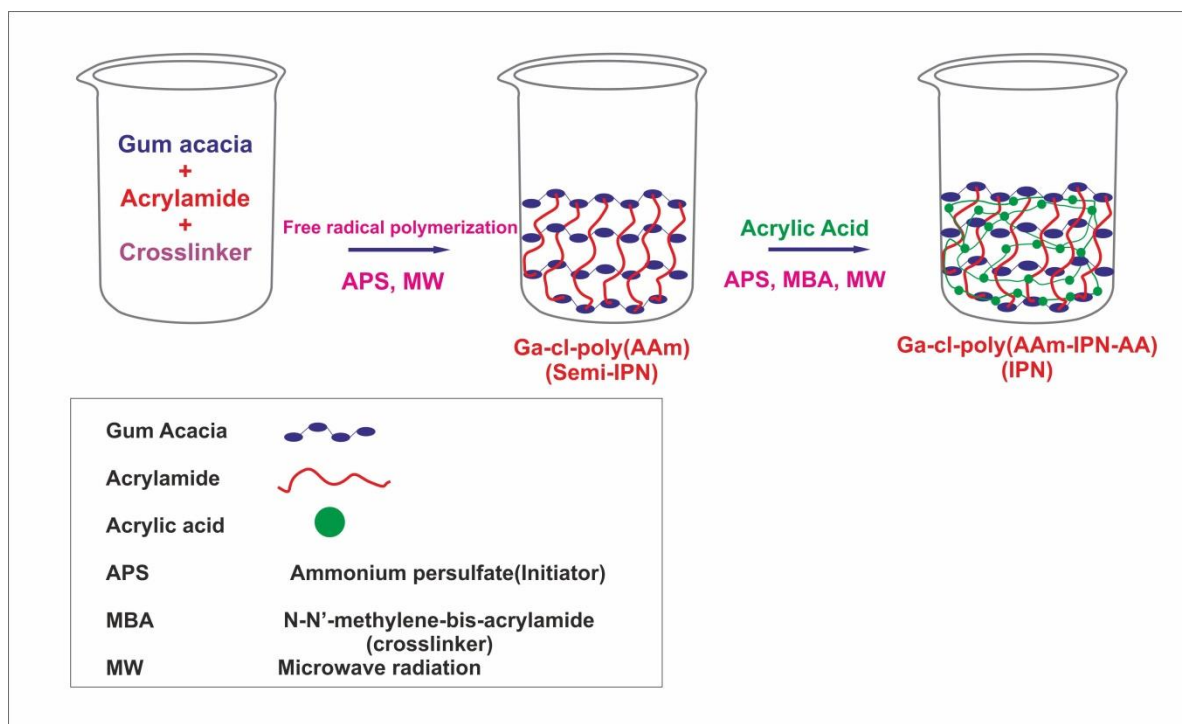 Gum acacia
+
Acrylamide
+
Crosslinker
Free radical polymerization
APS, MW
Ga-cl-poly(AAm)
(Semi-IPN)
Acrylic Acid
APS, MBA, MW
Ga-cl-poly(AAm-IPN-AA)
(IPN)
Gum Acacia
Acrylamide
Acrylic acid
APS Ammonium persulfate(Initiator)
MBA N-N’-methylene-bis-acrylamide
(crosslinker)
MW Microwave radiation